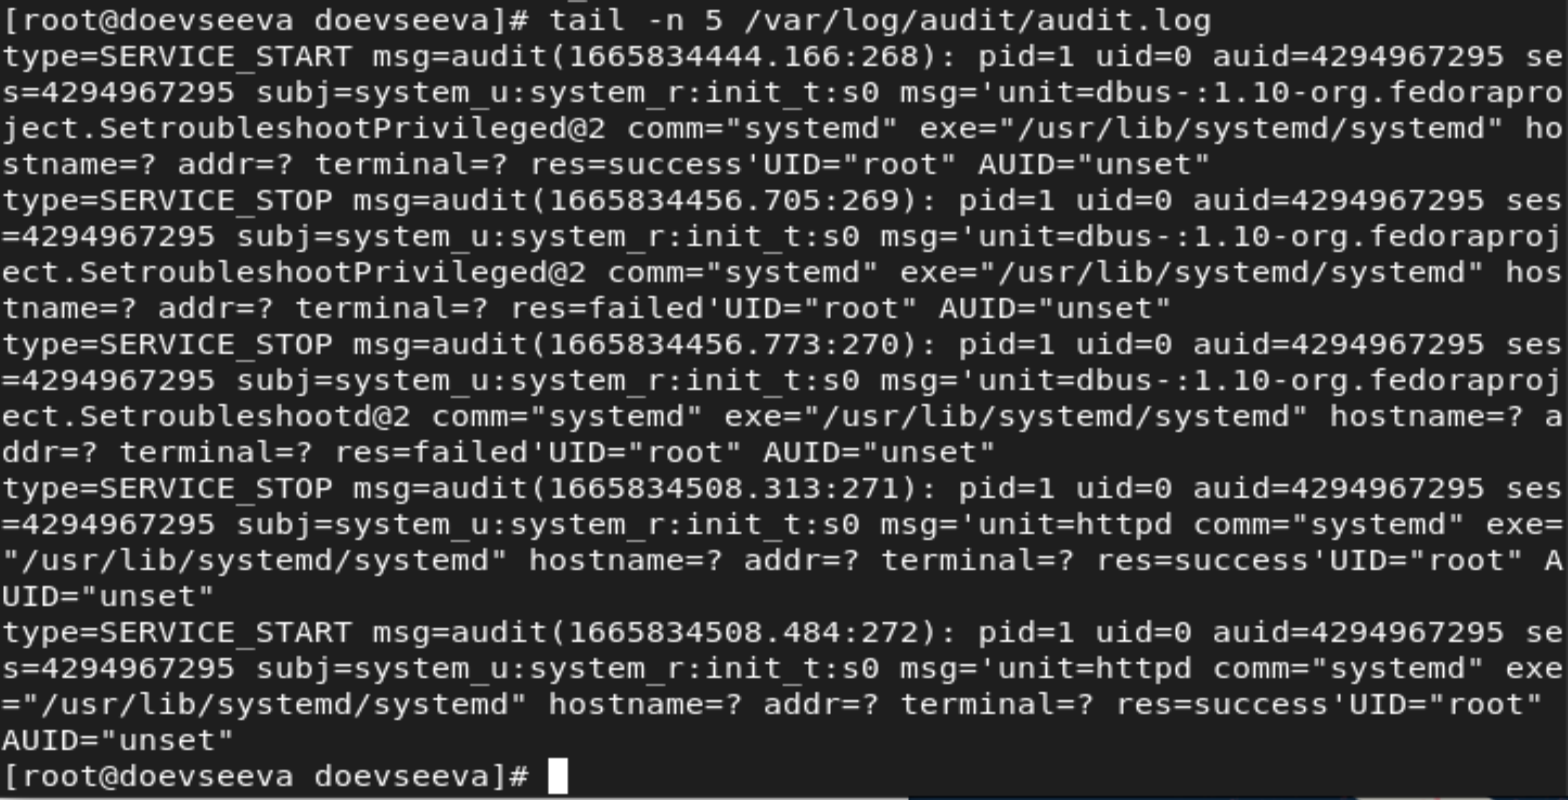 [root@doevseeva doevseeva]# tail -n 5 /var/log/audit/audit.log
type=SERVICE_START msg=audit(1665834444.166:268): pid=1 uid=0 auid=4294967295 se
s=4294967295 subj=system_u:system_r:init_t:s0 msg='unit=dbus-:1.10-org.fedorapro
ject.SetroubleshootPrivileged@2 comm="systemd" exe="/usr/lib/systemd/systemd" ho
stname=? addr=? terminal=? res=success'UID="root" AUID="unset"
type=SERVICE_STOP msg=audit(1665834456.705:269): pid=1 uid=0 auid=4294967295 ses
=4294967295 subj=system_u:system_r:init_t:s0 msg='unit=dbus-:1.10-org.fedoraproj
ect.SetroubleshootPrivileged@2 comm="systemd" exe="/usr/lib/systemd/systemd" hos
tname=? addr=? terminal=? res=failed'UID="root" AUID="unset"
type=SERVICE_STOP msg=audit(1665834456.773:270): pid=1 uid=0 auid=4294967295 ses
=4294967295 subj=system_u:system_r:init_t:s0 msg='unit=dbus-:1.10-org.fedoraproj
ect.Setroubleshootd@2 comm="systemd" exe="/usr/lib/systemd/systemd" hostname=? a
ddr=? terminal=? res=failed'UID="root" AUID="unset"
type=SERVICE_STOP msg=audit(1665834508.313:271): pid=1 uid=0 auid=4294967295 ses
=4294967295 subj=system_u:system_r:init_t:s0 msg='unit=httpd comm="systemd" exe=
"/usr/lib/systemd/systemd" hostname=? addr=? terminal=? res=success'UID="root" A
UID="unset"
type=SERVICE_START msg=audit(1665834508.484:272): pid=1 uid=0 auid=4294967295 se
s=4294967295 subj=system_u:system_r:init_t:s0 msg='unit=httpd comm="systemd" exe
="/usr/lib/systemd/systemd" hostname=? addr=? terminal=? res=success'UID="root"
AUID="unset"
[root@doevseeva doevseeva]#